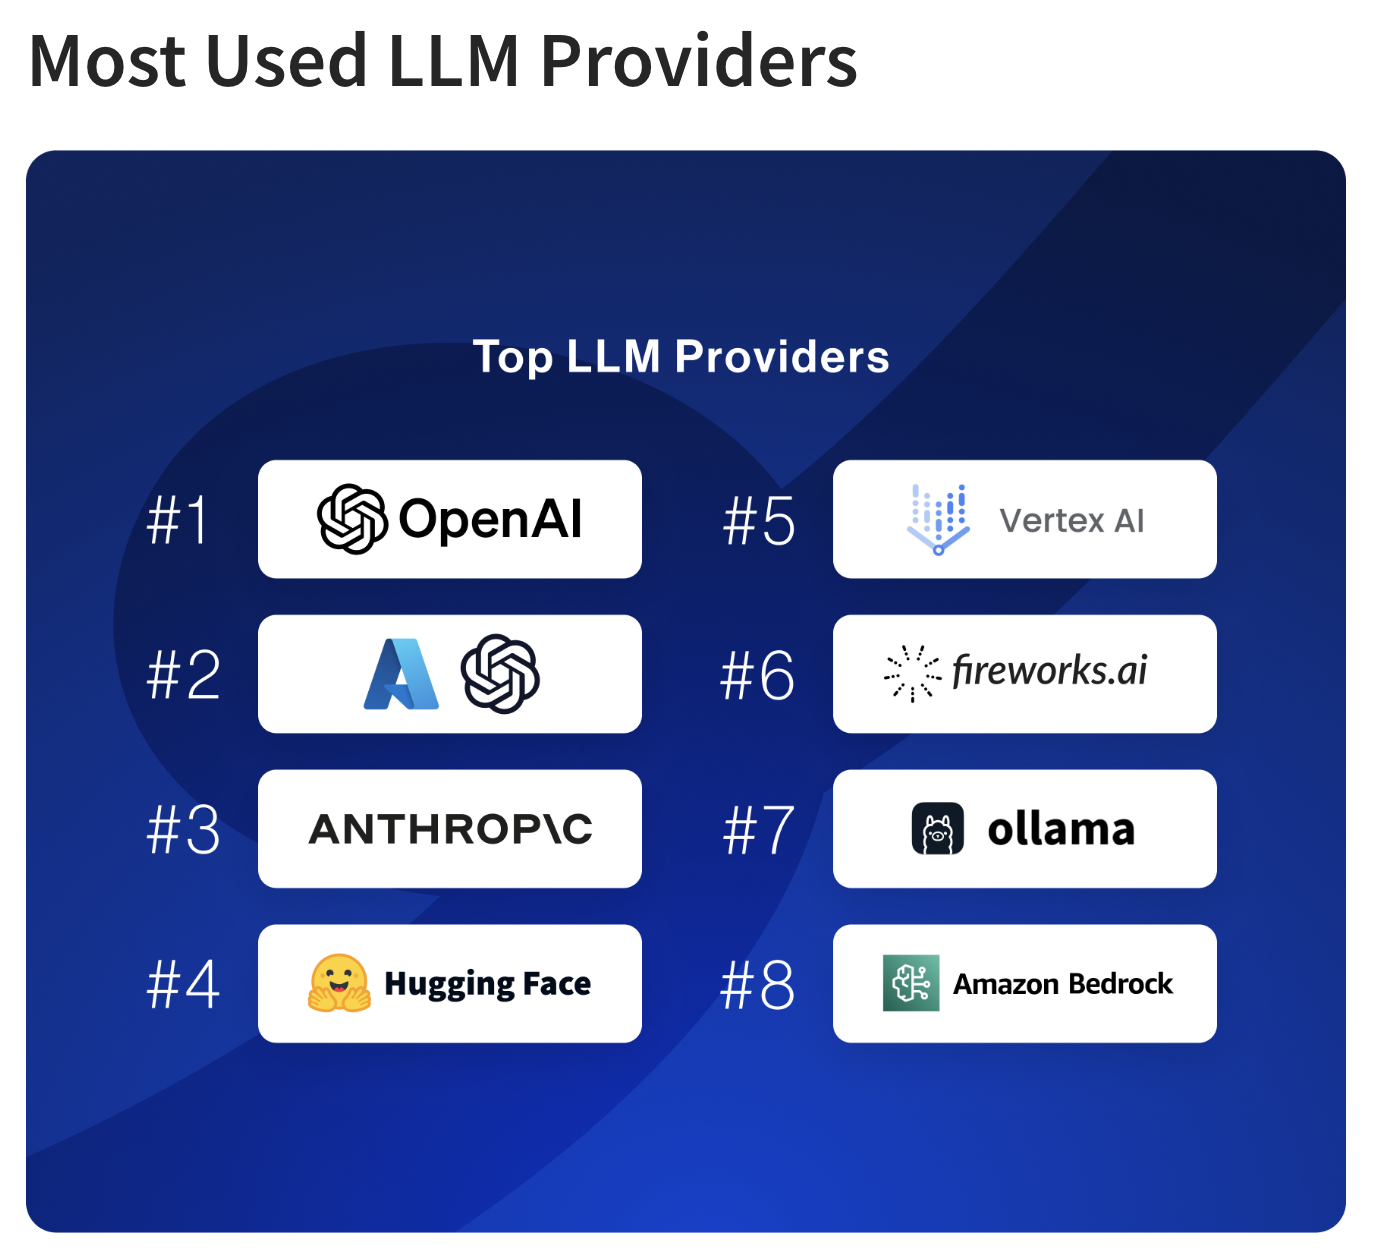 Most Used LLM Providers
Top LLM Providers
#1 OpenAI
#2
#3 ANTHROP\C
#4 Hugging Face
#5 Vertex AI
#6 fireworks.ai
#7 ollama
#8 Amazon Bedrock